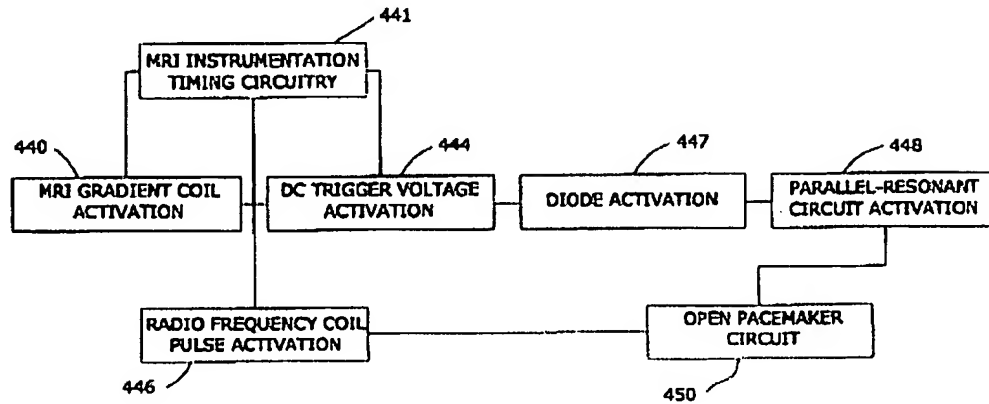 441
MRI INSTRUMENTATION
TIMING CIRCUITRY
440
444
447
448
MRI GRADIENT COIL
ACTIVATION
DC TRIGGER VOLTAGE
ACTIVATION
DIODE ACTIVATION
PARALLEL-RESONANT
CIRCUIT ACTIVATION
RADIO FREQUENCY COIL
PULSE ACTIVATION
OPEN PACEMAKER
CIRCUIT
446
450